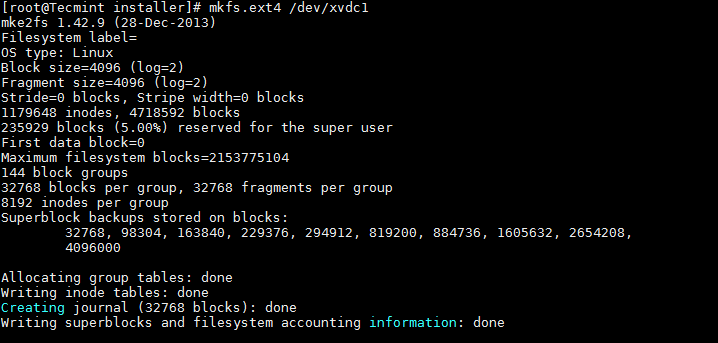 [root@Tecmint installer]# mkfs.ext4 /dev/xvdc1
mke2fs 1.42.9 (28-Dec-2013)
Filesystem label=
OS type: Linux
Block size=4096 (log=2)
Fragment size=4096 (log=2)
Stride=0 blocks, Stripe width=0 blocks
1179648 inodes, 4718592 blocks
235929 blocks (5.00%) reserved for the super user
First data block=0
Maximum filesystem blocks=2153775104
144 block groups
32768 blocks per group, 32768 fragments per group
8192 inodes per group
Superblock backups stored on blocks:
32768, 98304, 163840, 229376, 294912, 819200, 884736, 1605632, 2654208,
4096000
Allocating group tables: done
Writing inode tables: done
Creating journal (32768 blocks): done
Writing superblocks and filesystem accounting information: done